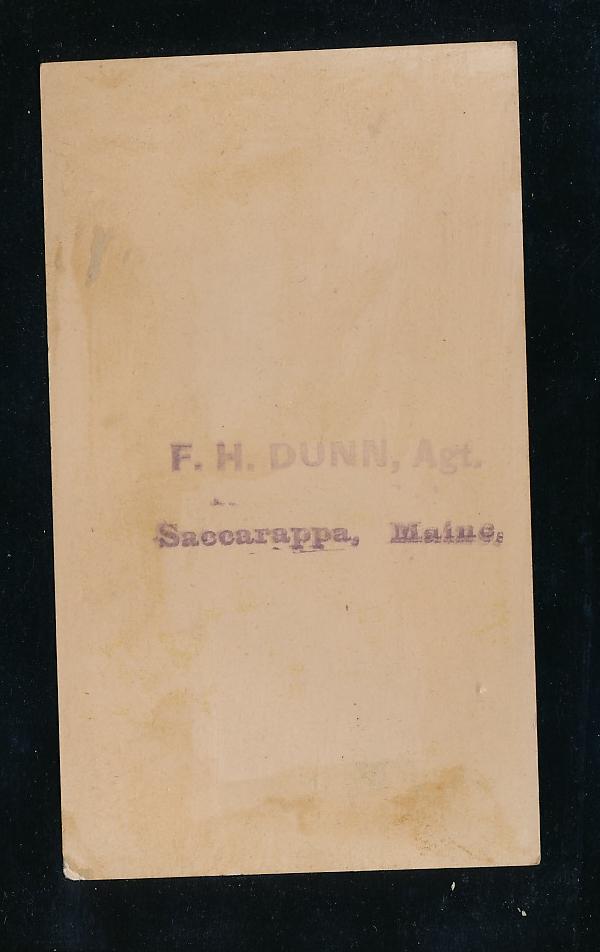 F. H. DUNN, Agt.
Saccarappa, Maine.